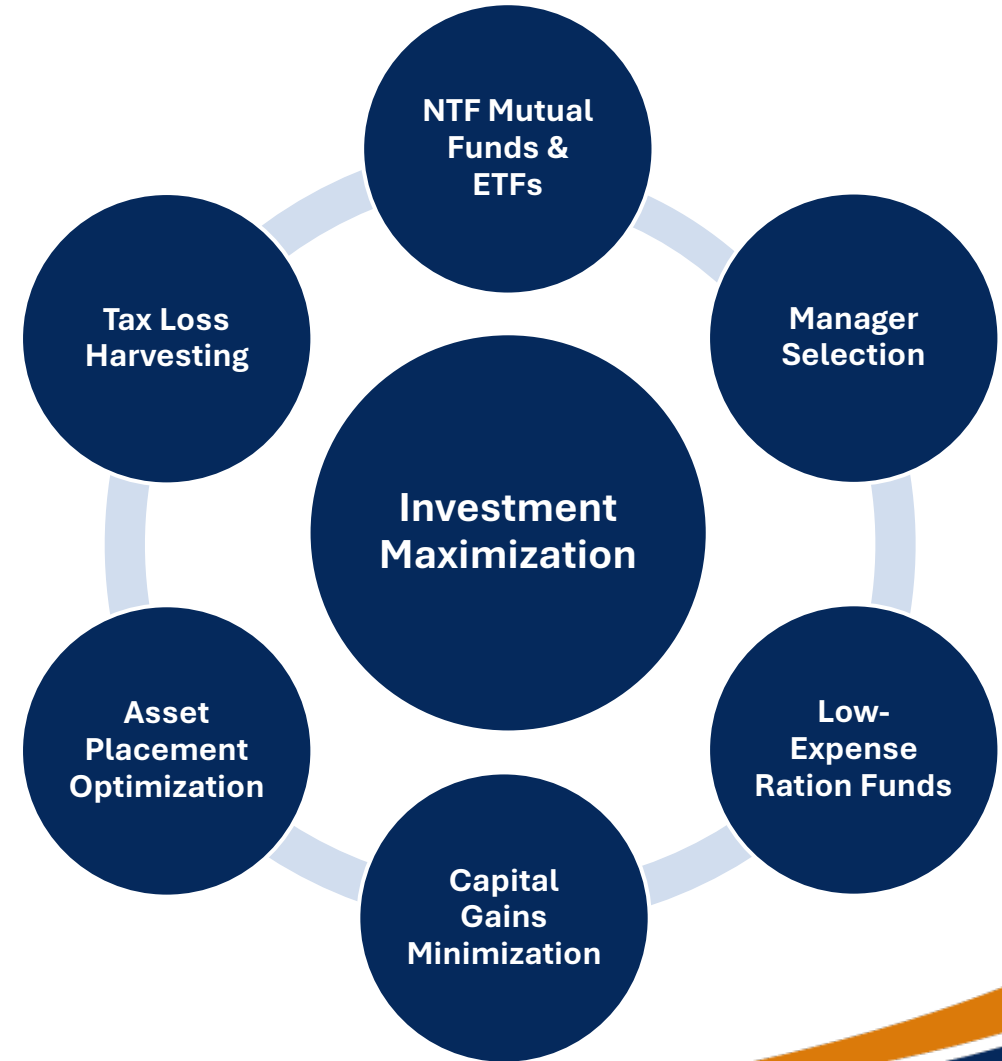 NTF Mutual
Funds &
ETFs
Manager
Selection
Low-
Expense
Ration Funds
Capital
Gains
Minimization
Asset
Placement
Optimization
Tax Loss
Harvesting
Investment
Maximization